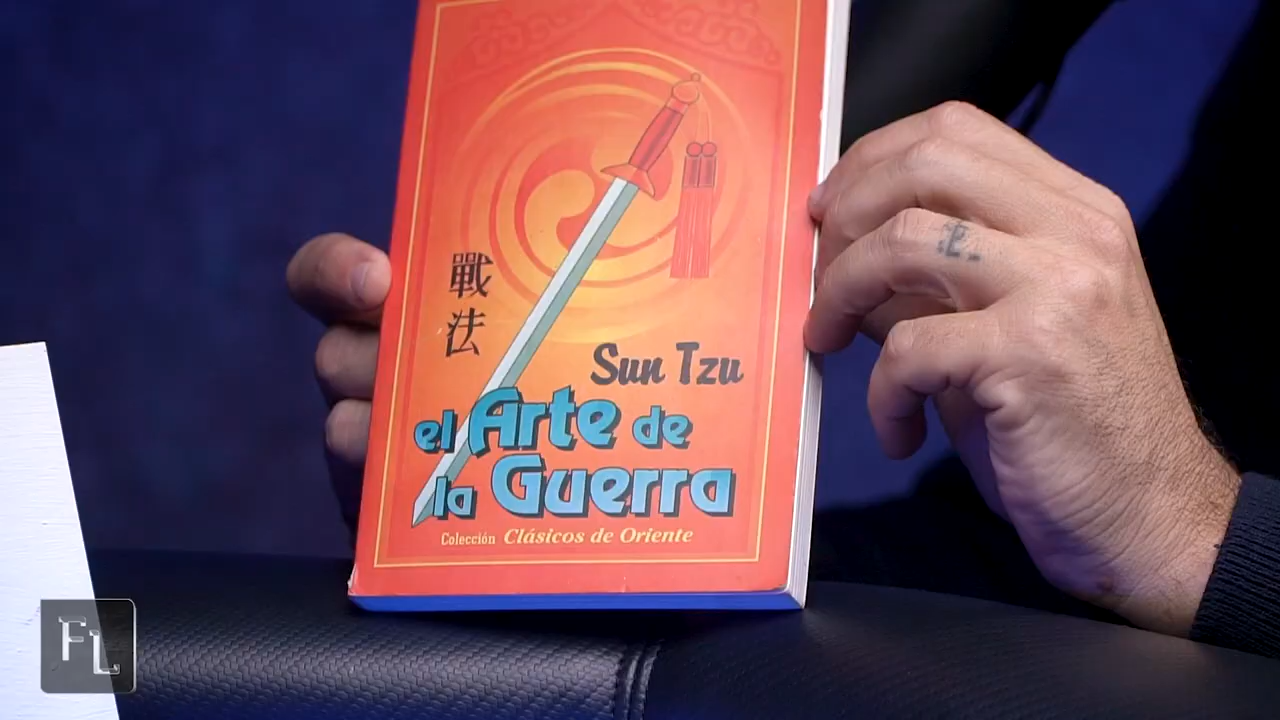 戰
法
Sun Tzu
el Arte de
la Guerra
Colección Clásicos de Oriente
FL